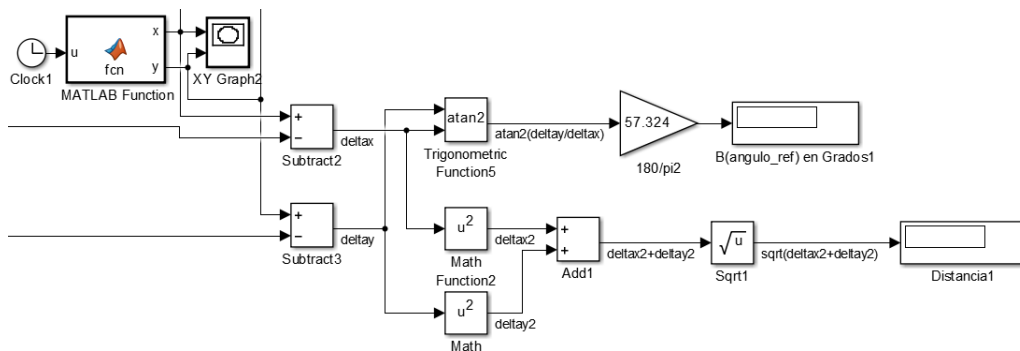 x
u
fcn
y
Clock1
XY Graph2
MATLAB Function
+
−
deltax
Subtract2
atan2
atan2(deltay/deltax)
Trigonometric
Function5
57.324
180/pi2
B(angulo_ref) en Grados1
+
−
deltay
Subtract3
u²
deltax2
Math
Function2
+
+
deltax2+deltay2
Add1
√u
sqrt(deltax2+deltay2)
Sqrt1
Distancia1
u²
deltay2
Math